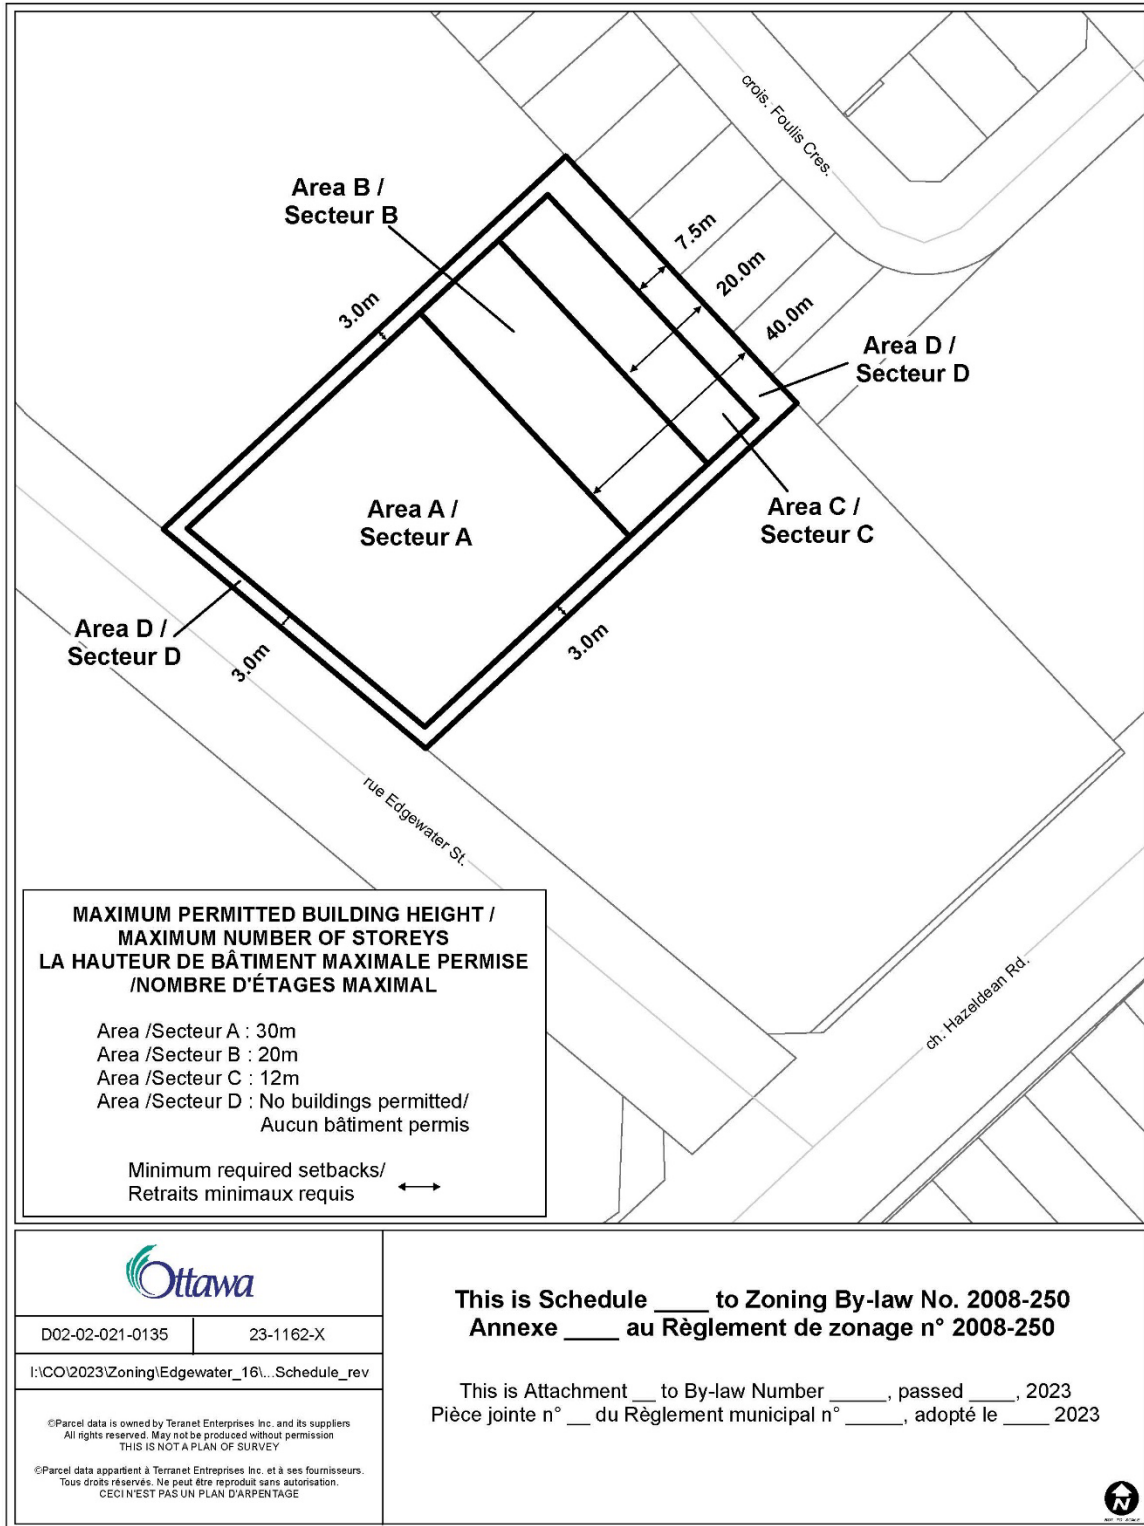 crois. Foulis Cres.
Area B /
Secteur B
7.5m
20.0m
40.0m
3.0m
Area D /
Secteur D
Area A /
Secteur A
Area C /
Secteur C
Area D /
Secteur D
3.0m
3.0m
rue Edgewater St.
ch. Hazeldean Rd.
MAXIMUM PERMITTED BUILDING HEIGHT /
MAXIMUM NUMBER OF STOREYS
LA HAUTEUR DE BÂTIMENT MAXIMALE PERMISE
/NOMBRE D'ÉTAGES MAXIMAL
Area /Secteur A : 30m
Area /Secteur B : 20m
Area /Secteur C : 12m
Area /Secteur D : No buildings permitted/
Aucun bâtiment permis
Minimum required setbacks/
Retraits minimaux requis
Ottawa
D02-02-021-0135 23-1162-X
I:\CO\2023\Zoning\Edgewater_16\...Schedule_rev
©Parcel data is owned by Teranet Enterprises Inc. and its suppliers
All rights reserved. May not be produced without permission
THIS IS NOT A PLAN OF SURVEY
©Parcel data appartient à Terranet Entreprises Inc. et à ses fournisseurs.
Tous droits réservés. Ne peut être reproduit sans autorisation.
CECI N'EST PAS UN PLAN D'ARPENTAGE
This is Schedule ____ to Zoning By-law No. 2008-250
Annexe ____ au Règlement de zonage n° 2008-250
This is Attachment __ to By-law Number _____, passed ____, 2023
Pièce jointe n° __ du Règlement municipal n° _____, adopté le ____ 2023
N